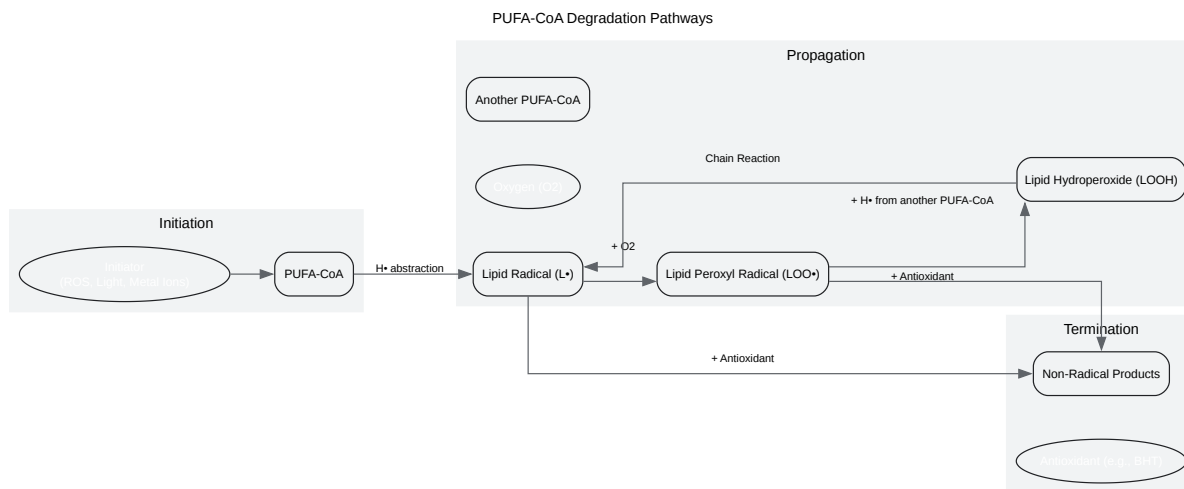 PUFA-CoA Degradation Pathways
Propagation
Another PUFA-CoA
Chain Reaction
Oxygen (O2)
Lipid Hydroperoxide (LOOH)
+ H• from another PUFA-CoA
Initiation
+ O2
Initiator
(ROS, Light, Metal Ions)
PUFA-CoA
H• abstraction
Lipid Radical (L•)
Lipid Peroxyl Radical (LOO•)
+ Antioxidant
Termination
+ Antioxidant
Non-Radical Products
Antioxidant (e.g., BHT)